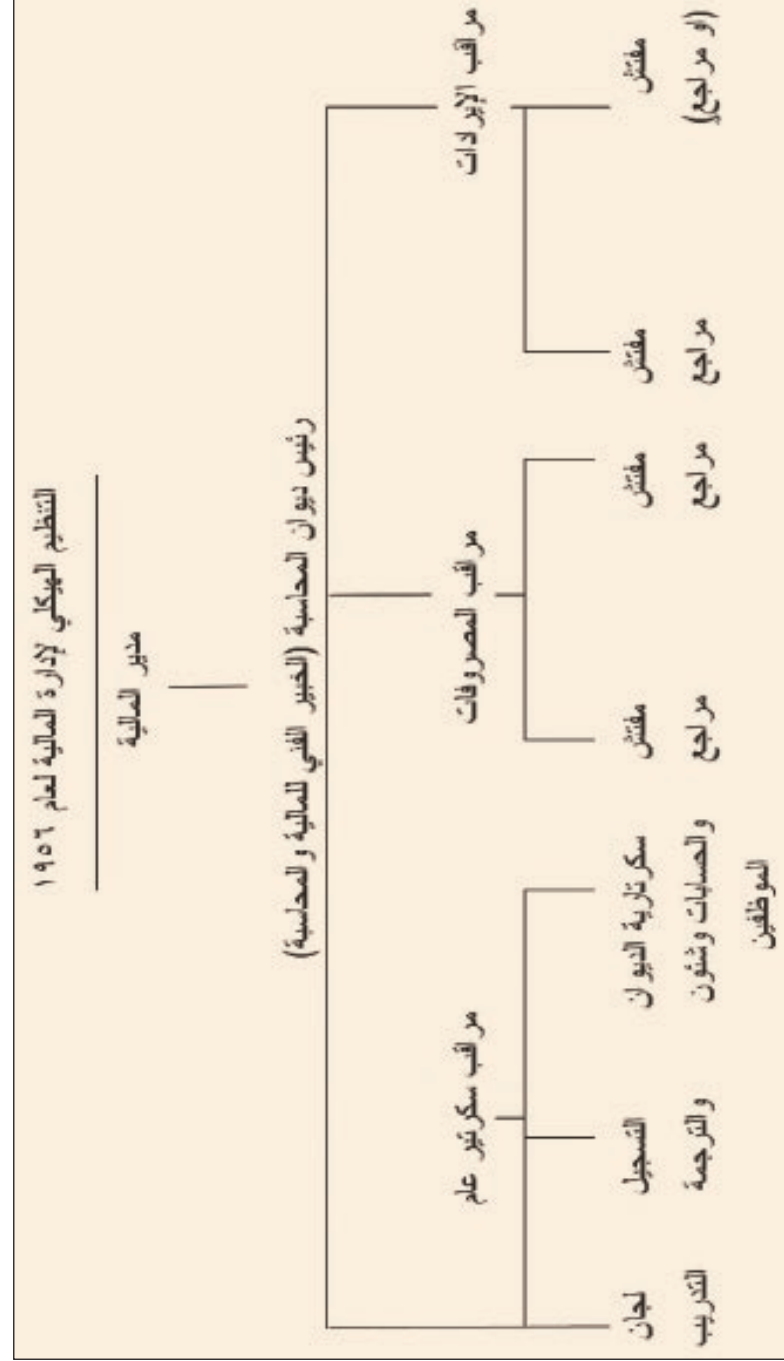 التنظيم الهيكلي لإدارة المالية لعام ١٩٥٦
مدير المالية
رئيس ديوان المحاسبة (الخبير الفني للمالية والمحاسبة)
مراقب الإيرادات
مراقب المصروفات
مراقب سكرتير عام
مفتش
(او مراجع)
مفتش
مراجع
مفتش
مراجع
مفتش
مراجع
سكرتارية الديوان
والحسابات وشئون
الموظفين
التسجيل
والترجمة
لجان
التدريب